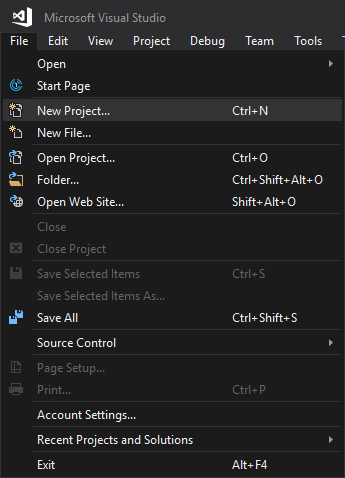 Microsoft Visual Studio
File Edit View Project Debug Team Tools
Open
Start Page
New Project... Ctrl+N
New File...
Open Project... Ctrl+O
Folder... Ctrl+Shift+Alt+O
Open Web Site... Shift+Alt+O
Close
Close Project
Save Selected Items Ctrl+S
Save Selected Items As...
Save All Ctrl+Shift+S
Source Control
Page Setup...
Print... Ctrl+P
Account Settings...
Recent Projects and Solutions
Exit Alt+F4